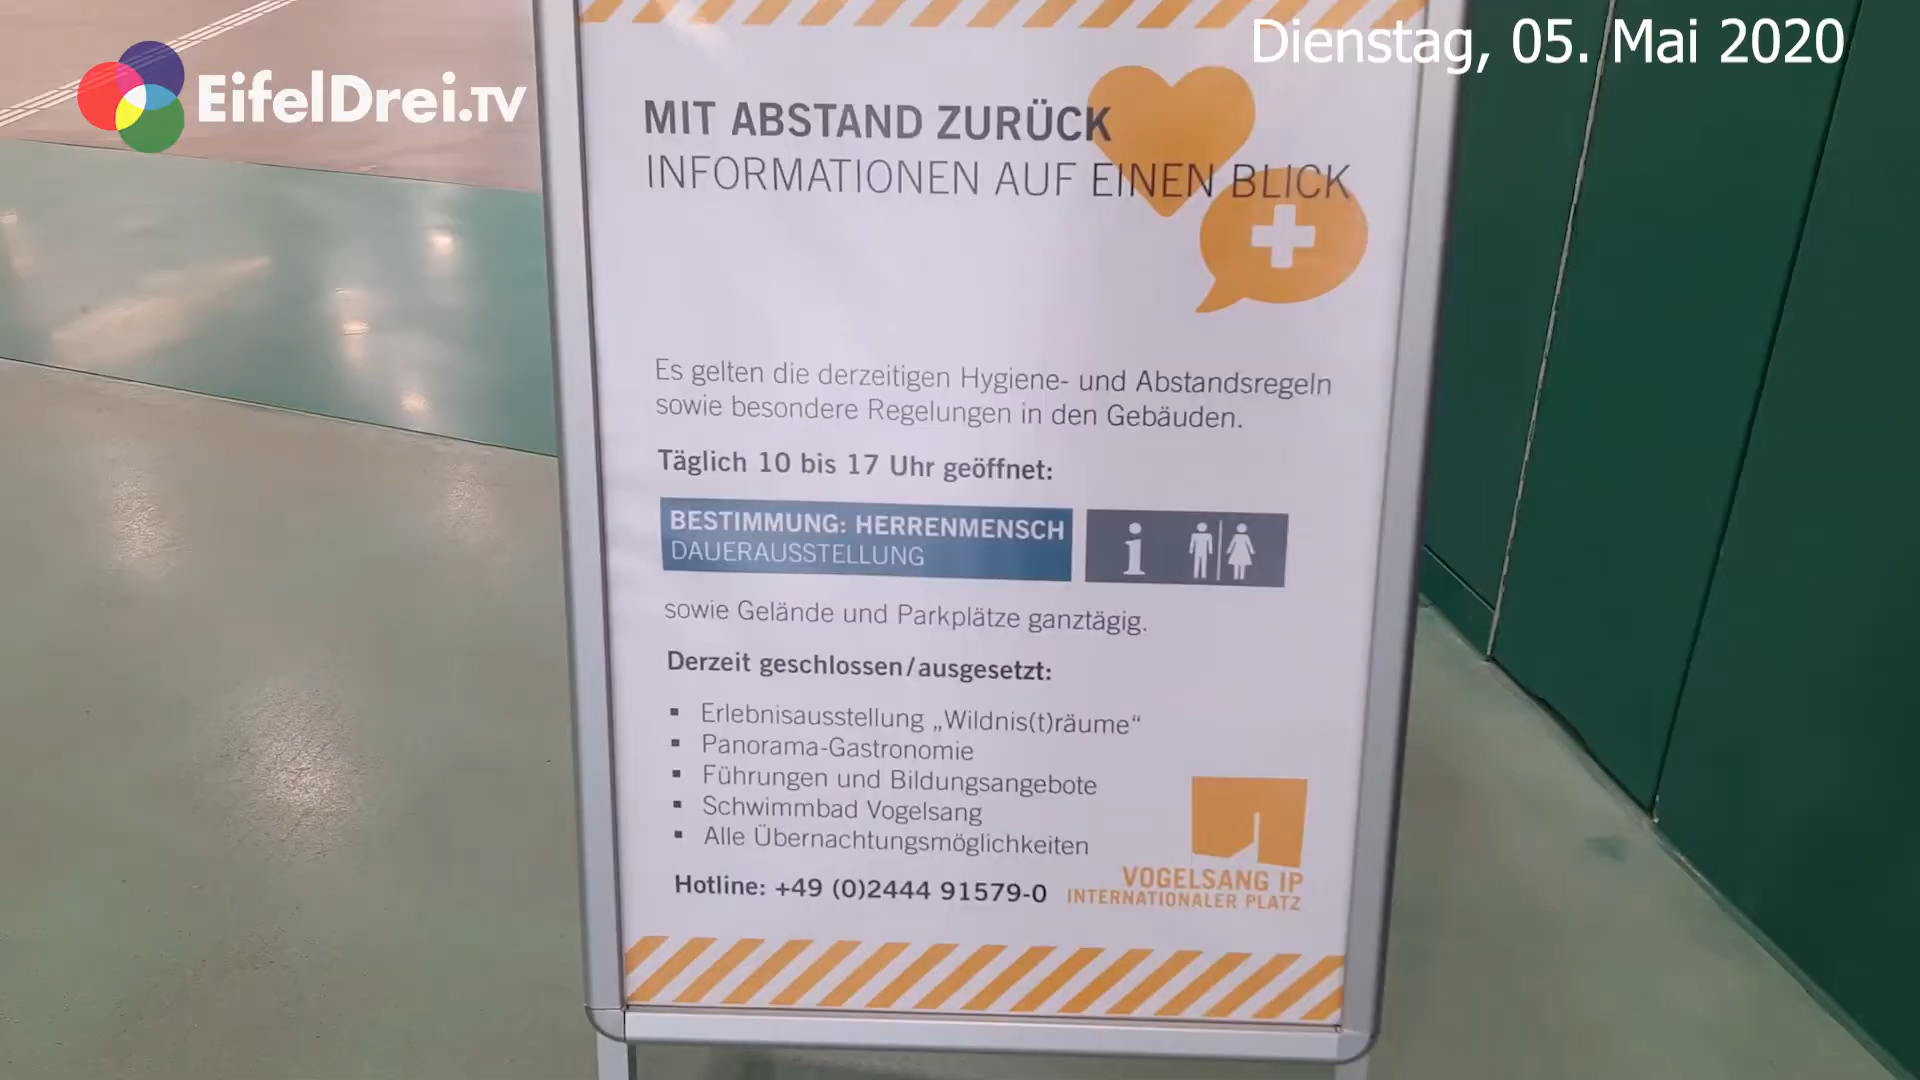 Dienstag, 05. Mai 2020
EifelDrei.TV
MIT ABSTAND ZURÜCK
INFORMATIONEN AUF EINEN BLICK
Es gelten die derzeitigen Hygiene- und Abstandsregeln
sowie besondere Regelungen in den Gebäuden.
Täglich 10 bis 17 Uhr geöffnet:
BESTIMMUNG: HERRENMENSCH
DAUERAUSSTELLUNG
i
sowie Gelände und Parkplätze ganztägig.
Derzeit geschlossen/ausgesetzt:
▪ Erlebnisausstellung „Wildnis(t)räume“
▪ Panorama-Gastronomie
▪ Führungen und Bildungsangebote
▪ Schwimmbad Vogelsang
▪ Alle Übernachtungsmöglichkeiten
Hotline: +49 (0)2444 91579-0
VOGELSANG IP
INTERNATIONALER PLATZ